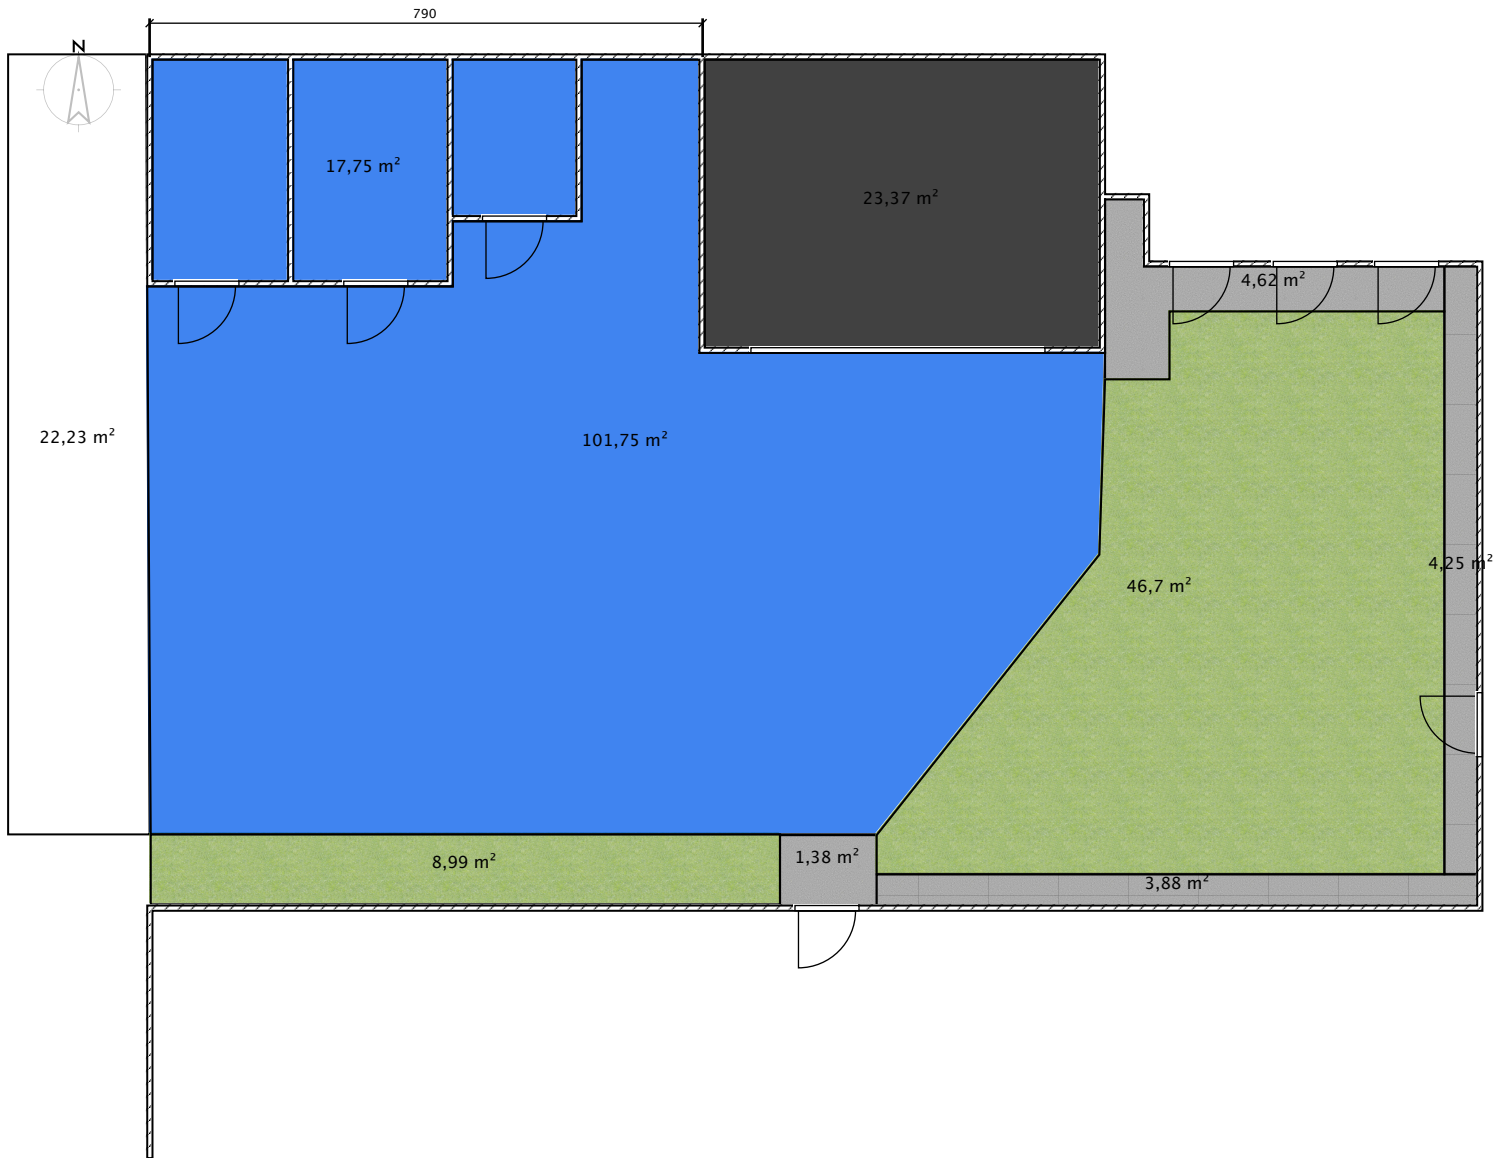 790
N
17,75 m²
23,37 m²
4,62 m²
22,23 m²
101,75 m²
4,25 m²
46,7 m²
8,99 m²
1,38 m²
3,88 m²